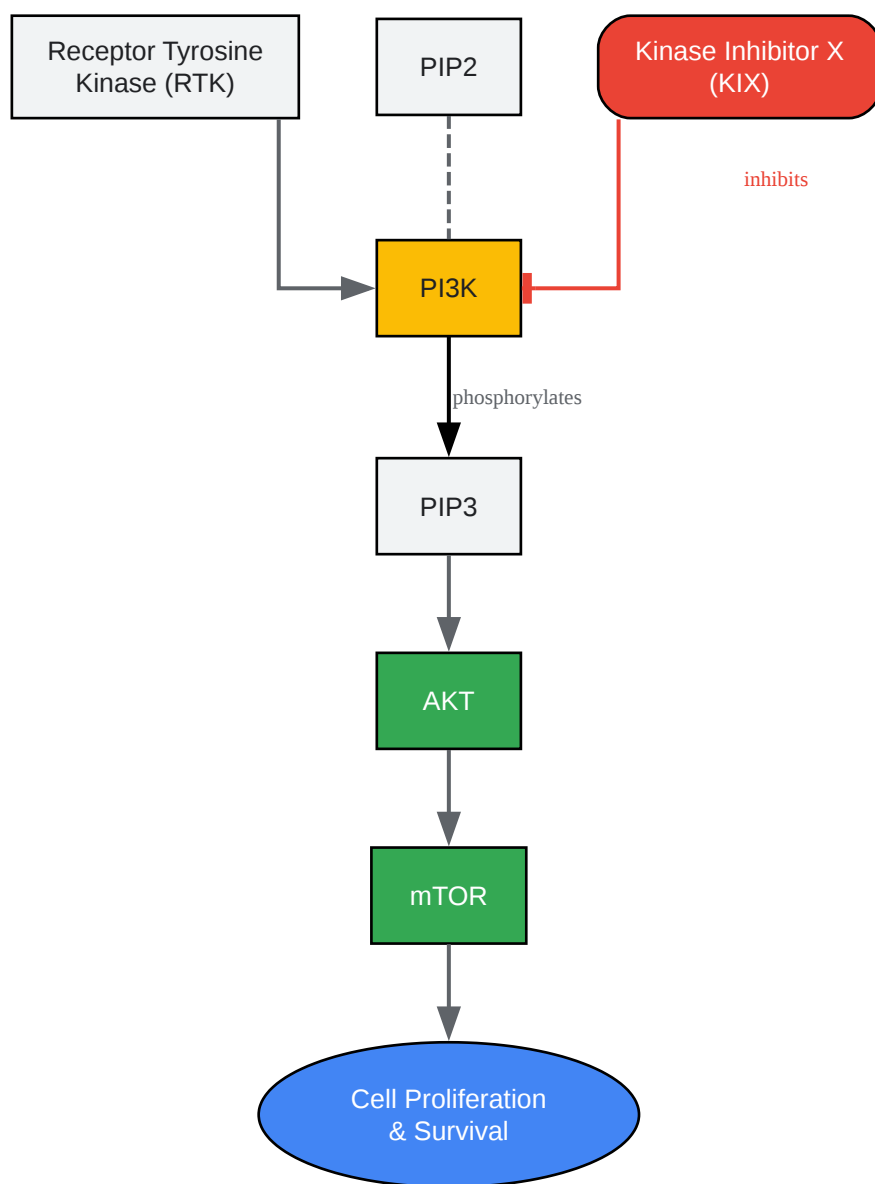 Receptor Tyrosine
Kinase (RTK)
PIP2
Kinase Inhibitor X
(KIX)
inhibits
PI3K
phosphorylates
PIP3
AKT
mTOR
Cell Proliferation
& Survival